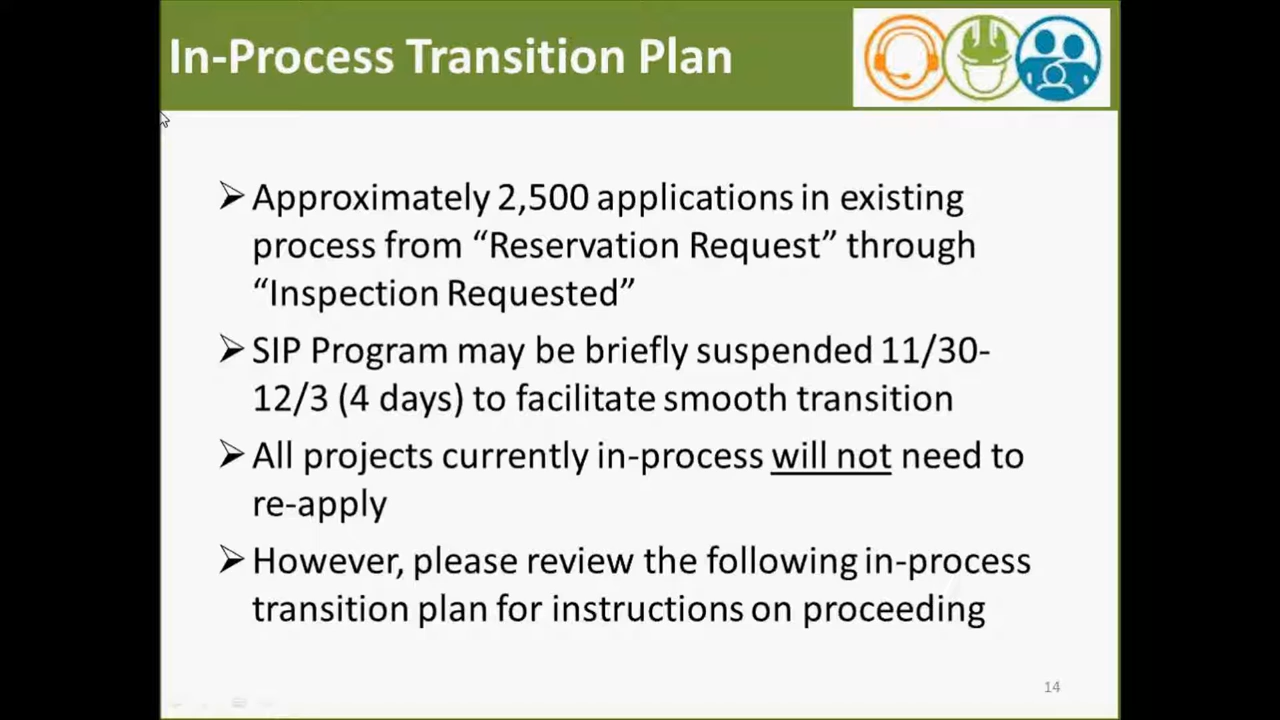 In-Process Transition Plan
Approximately 2,500 applications in existing
process from “Reservation Request” through
“Inspection Requested”
SIP Program may be briefly suspended 11/30-
12/3 (4 days) to facilitate smooth transition
All projects currently in-process will not need to
re-apply
However, please review the following in-process
transition plan for instructions on proceeding
14